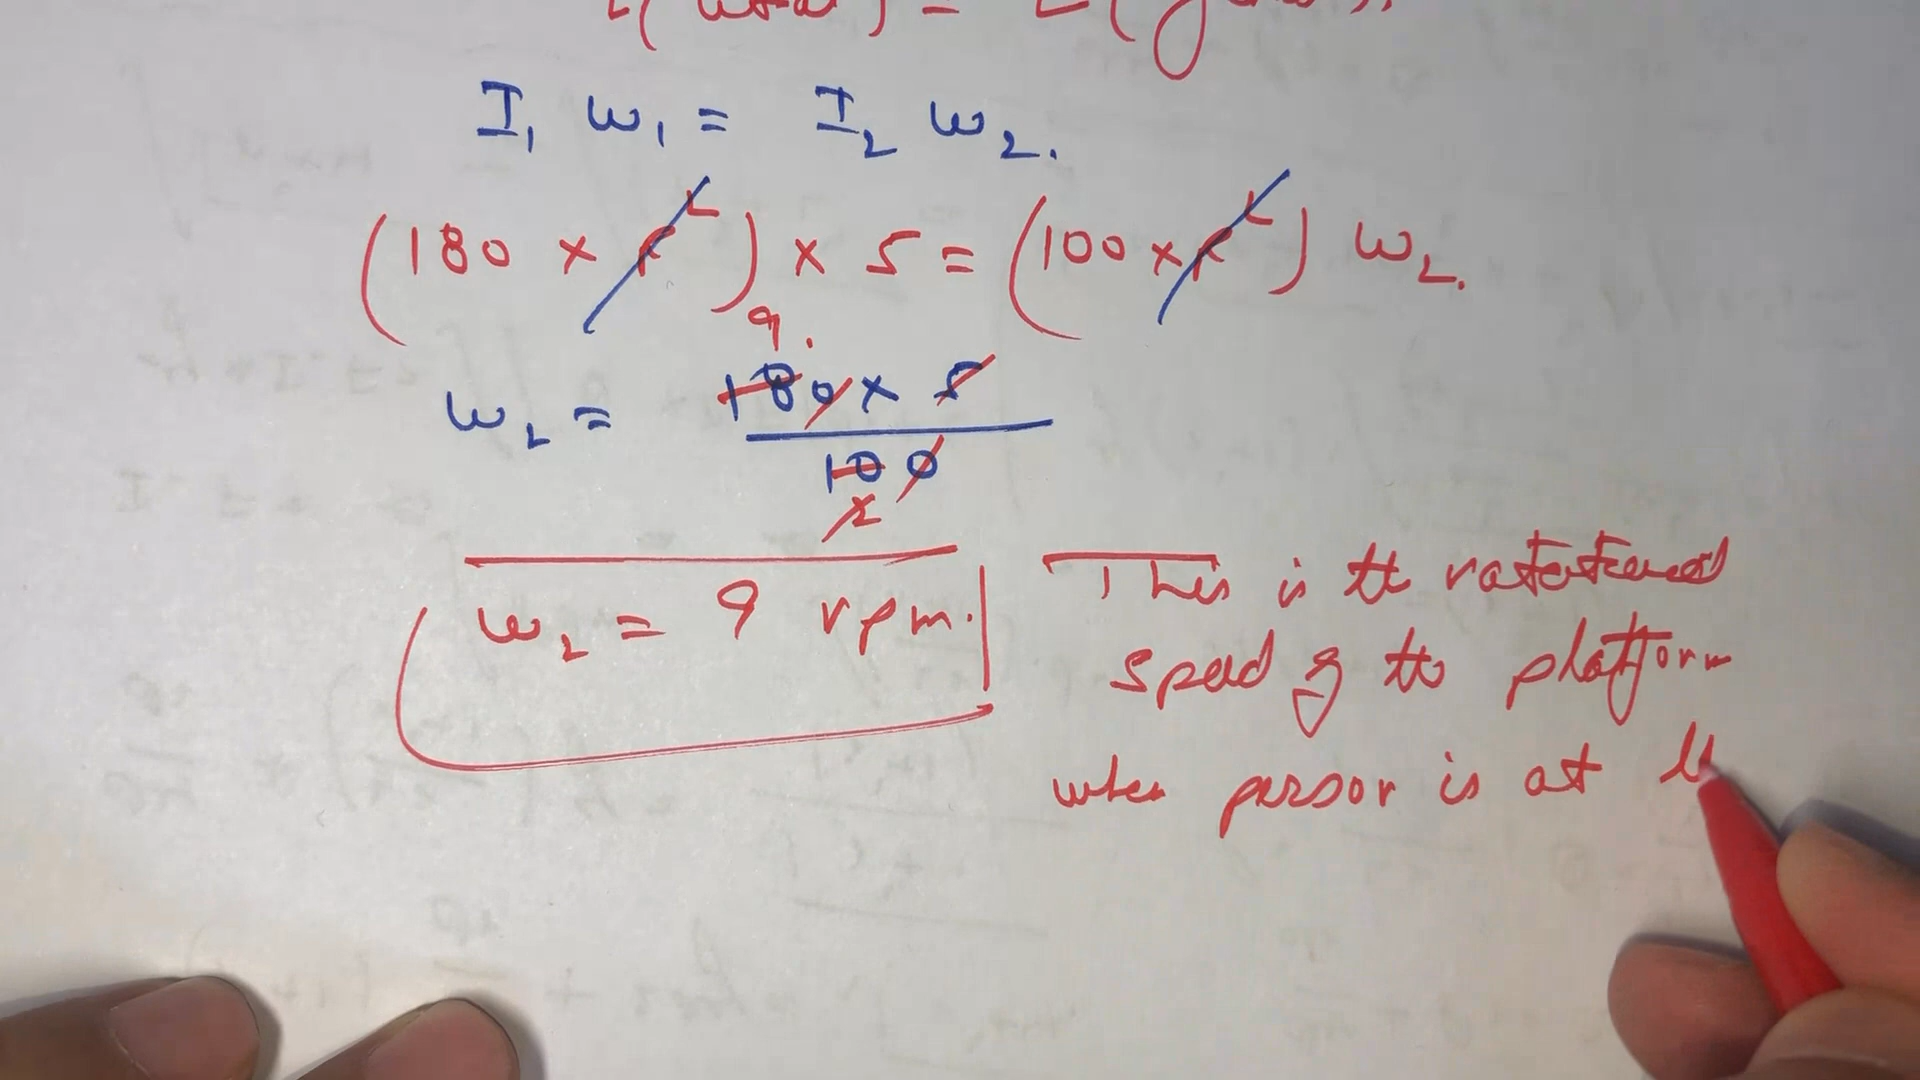 I₁ ω₁ = I₂ ω₂.
(180 × r²) × 5 = (100 × r²) ω₂.
9.
ω₂ = 180 × 5
100
2
ω₂ = 9 rpm.
This is the
speed of the platform
when person is at